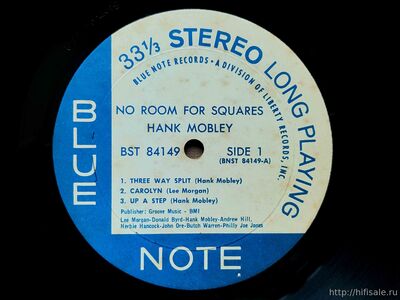 33⅓ STEREO LONG PLAYING
BLUE NOTE RECORDS • A DIVISION OF LIBERTY RECORDS, INC.
NO ROOM FOR SQUARES
HANK MOBLEY
BST 84149 SIDE 1
(BNST 84149-A)
1. THREE WAY SPLIT (Hank Mobley)
2. CAROLYN (Lee Morgan)
3. UP A STEP (Hank Mobley)
Publisher: Groove Music - BMI
Lee Morgan-Donald Byrd-Hank Mobley-Andrew Hill,
Herbie Hancock-John Ore-Butch Warren-Philly Joe Jones
BLUE
NOTE
http://hifisale.ru